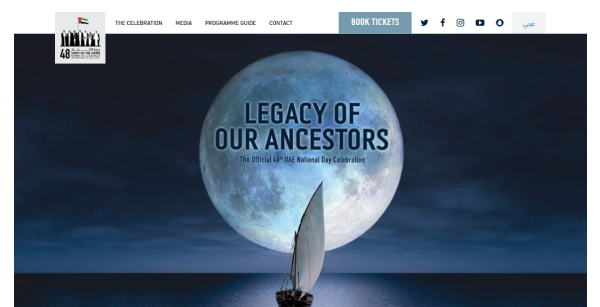 THE CELEBRATION
MEDIA
PROGRAMME GUIDE
CONTACT
BOOK TICKETS
عربي
48
LEGACY OF
OUR ANCESTORS
The Official 48th UAE National Day Celebration